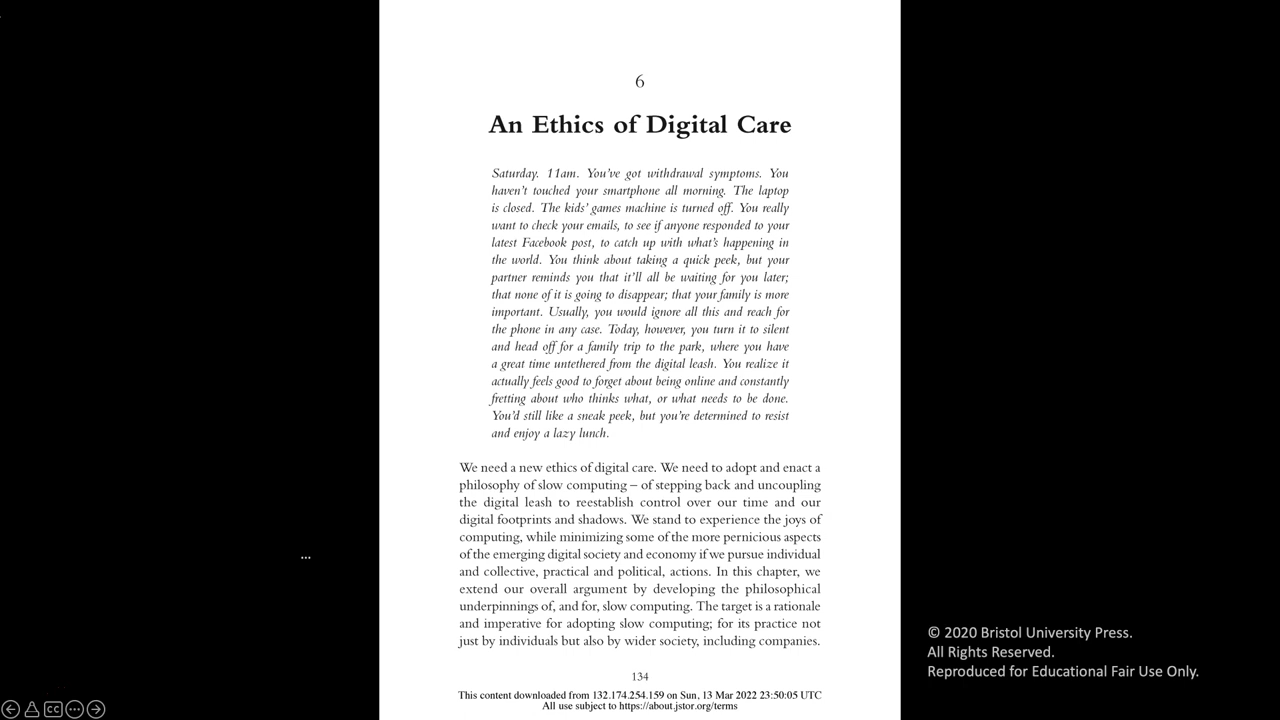 6
An Ethics of Digital Care
Saturday. 11am. You've got withdrawal symptoms. You
haven't touched your smartphone all morning. The laptop
is closed. The kids' games machine is turned off. You really
want to check your emails, to see if anyone responded to your
latest Facebook post, to catch up with what's happening in
the world. You think about taking a quick peek, but your
partner reminds you that it'll all be waiting for you later;
that none of it is going to disappear; that your family is more
important. Usually, you would ignore all this and reach for
the phone in any case. Today, however, you turn it to silent
and head off for a family trip to the park, where you have
a great time untethered from the digital leash. You realize it
actually feels good to forget about being online and constantly
fretting about who thinks what, or what needs to be done.
You'd still like a sneak peek, but you're determined to resist
and enjoy a lazy lunch.
We need a new ethics of digital care. We need to adopt and enact a
philosophy of slow computing – of stepping back and uncoupling
the digital leash to reestablish control over our time and our
digital footprints and shadows. We stand to experience the joys of
computing, while minimizing some of the more pernicious aspects
of the emerging digital society and economy if we pursue individual
and collective, practical and political, actions. In this chapter, we
extend our overall argument by developing the philosophical
underpinnings of, and for, slow computing. The target is a rationale
and imperative for adopting slow computing; for its practice not
just by individuals but also by wider society, including companies.
134
This content downloaded from 132.174.254.159 on Sun, 13 Mar 2022 23:50:05 UTC
All use subject to https://about.jstor.org/terms
...
© 2020 Bristol University Press.
All Rights Reserved.
Reproduced for Educational Fair Use Only.
CC